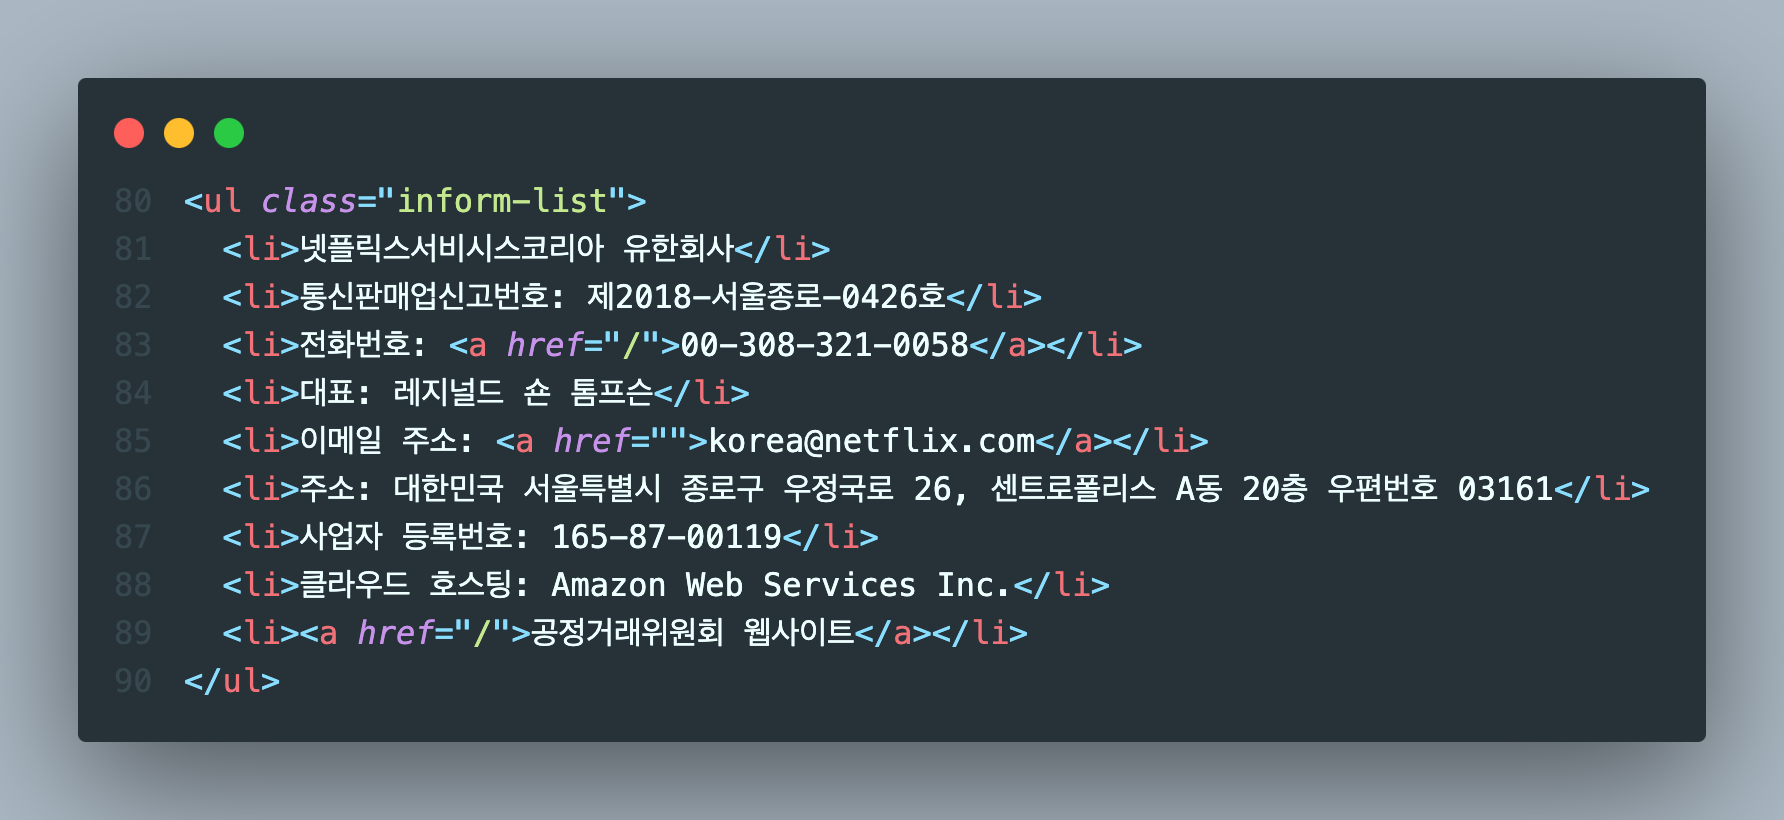 80 <ul class="inform-list">
81   <li>넷플릭스서비시스코리아 유한회사</li>
82   <li>통신판매업신고번호: 제2018-서울종로-0426호</li>
83   <li>전화번호: <a href="/">00-308-321-0058</a></li>
84   <li>대표: 레지널드 숀 톰프슨</li>
85   <li>이메일 주소: <a href="">korea@netflix.com</a></li>
86   <li>주소: 대한민국 서울특별시 종로구 우정국로 26, 센트로폴리스 A동 20층 우편번호 03161</li>
87   <li>사업자 등록번호: 165-87-00119</li>
88   <li>클라우드 호스팅: Amazon Web Services Inc.</li>
89   <li><a href="/">공정거래위원회 웹사이트</a></li>
90 </ul>